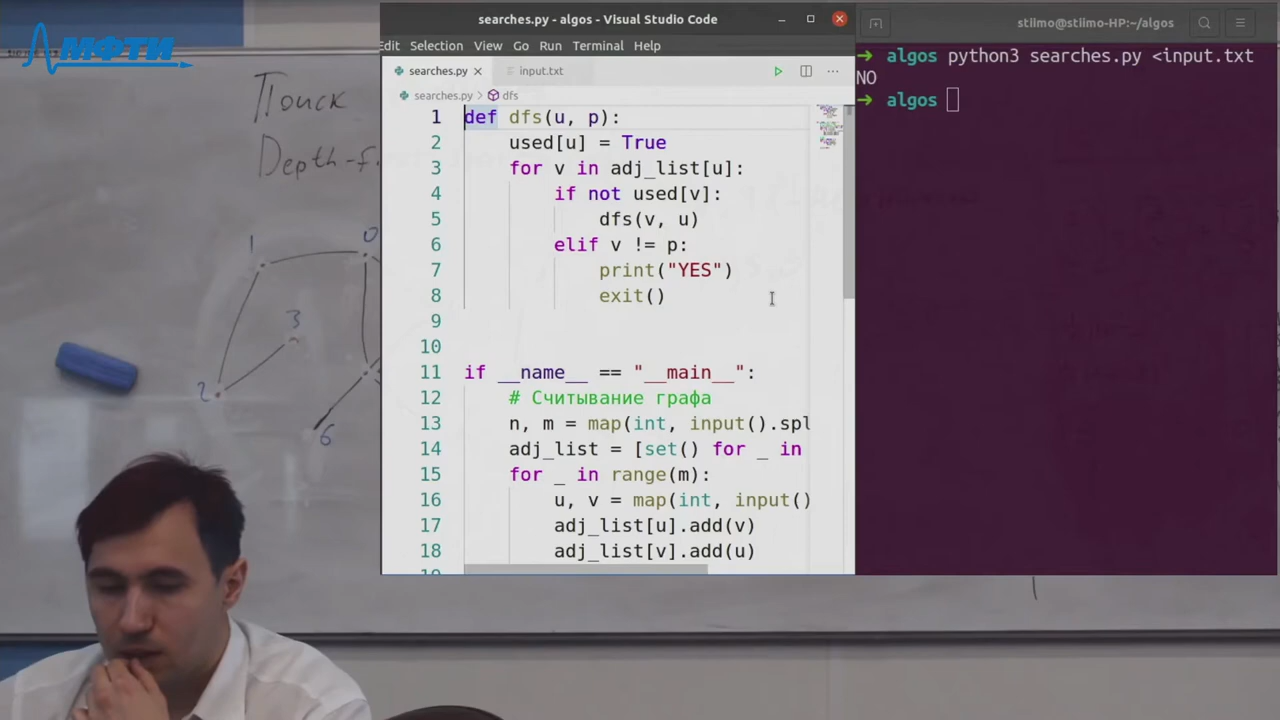 МФТИ
Поиск
Depth-f
1
0
3
2
6
searches.py - algos - Visual Studio Code
Edit Selection View Go Run Terminal Help
searches.py
input.txt
searches.py > dfs
1 def dfs(u, p):
2 used[u] = True
3 for v in adj_list[u]:
4 if not used[v]:
5 dfs(v, u)
6 elif v != p:
7 print("YES")
8 exit()
9
10
11 if __name__ == "__main__":
12 # Считывание графа
13 n, m = map(int, input().spl
14 adj_list = [set() for _ in
15 for _ in range(m):
16 u, v = map(int, input()
17 adj_list[u].add(v)
18 adj_list[v].add(u)
stiimo@stiimo-HP:~/algos
➜ algos python3 searches.py <input.txt
NO
➜ algos